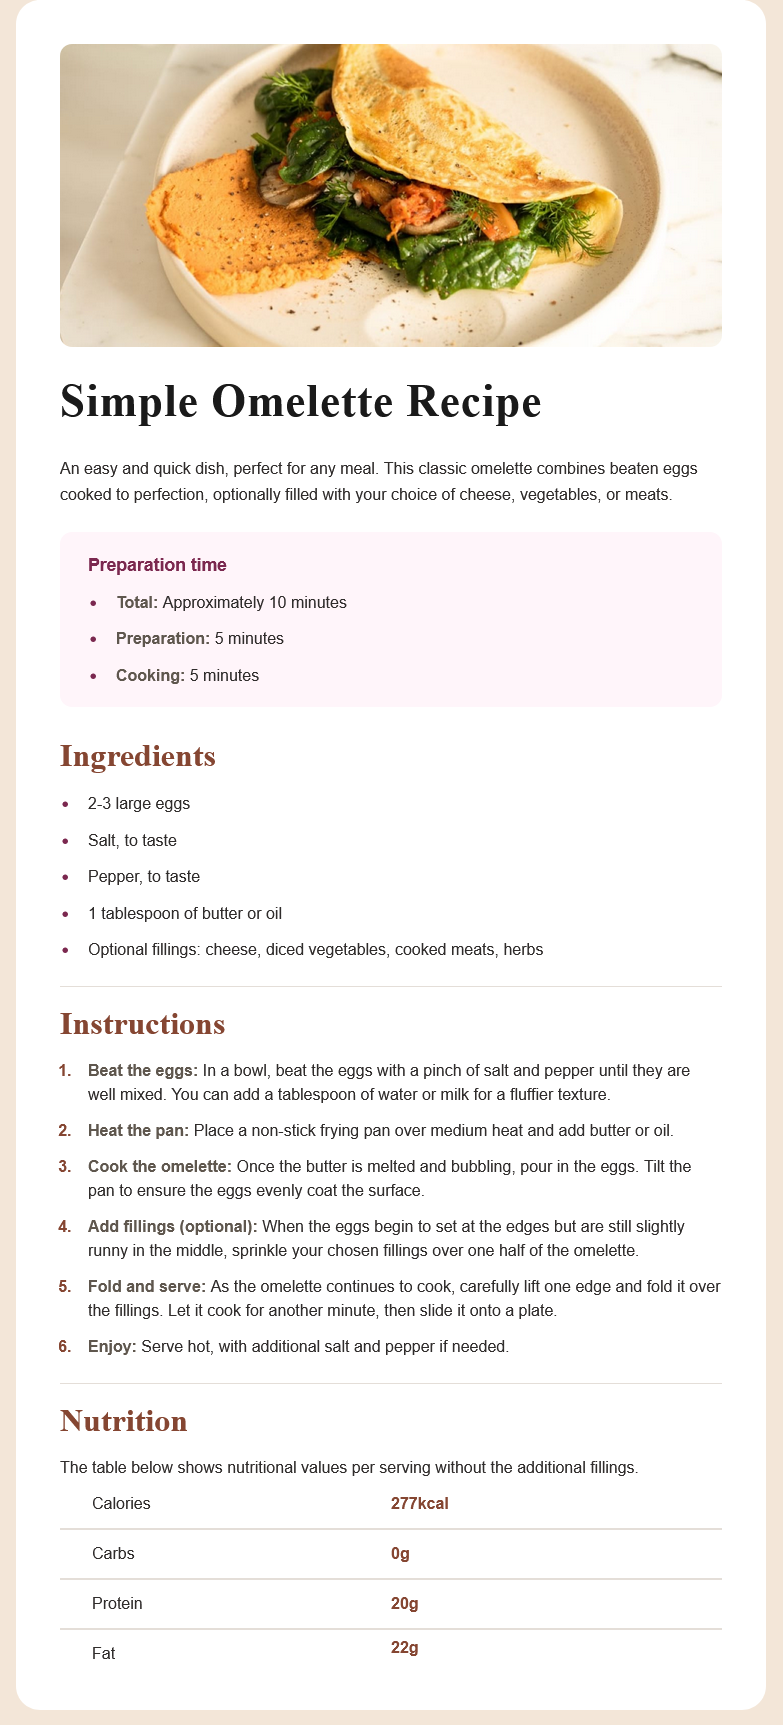 Simple Omelette Recipe
An easy and quick dish, perfect for any meal. This classic omelette combines beaten eggs
cooked to perfection, optionally filled with your choice of cheese, vegetables, or meats.
Preparation time
• Total: Approximately 10 minutes
• Preparation: 5 minutes
• Cooking: 5 minutes
Ingredients
• 2-3 large eggs
• Salt, to taste
• Pepper, to taste
• 1 tablespoon of butter or oil
• Optional fillings: cheese, diced vegetables, cooked meats, herbs
Instructions
1. Beat the eggs: In a bowl, beat the eggs with a pinch of salt and pepper until they are
well mixed. You can add a tablespoon of water or milk for a fluffier texture.
2. Heat the pan: Place a non-stick frying pan over medium heat and add butter or oil.
3. Cook the omelette: Once the butter is melted and bubbling, pour in the eggs. Tilt the
pan to ensure the eggs evenly coat the surface.
4. Add fillings (optional): When the eggs begin to set at the edges but are still slightly
runny in the middle, sprinkle your chosen fillings over one half of the omelette.
5. Fold and serve: As the omelette continues to cook, carefully lift one edge and fold it over
the fillings. Let it cook for another minute, then slide it onto a plate.
6. Enjoy: Serve hot, with additional salt and pepper if needed.
Nutrition
The table below shows nutritional values per serving without the additional fillings.
Calories 277kcal
Carbs 0g
Protein 20g
Fat 22g